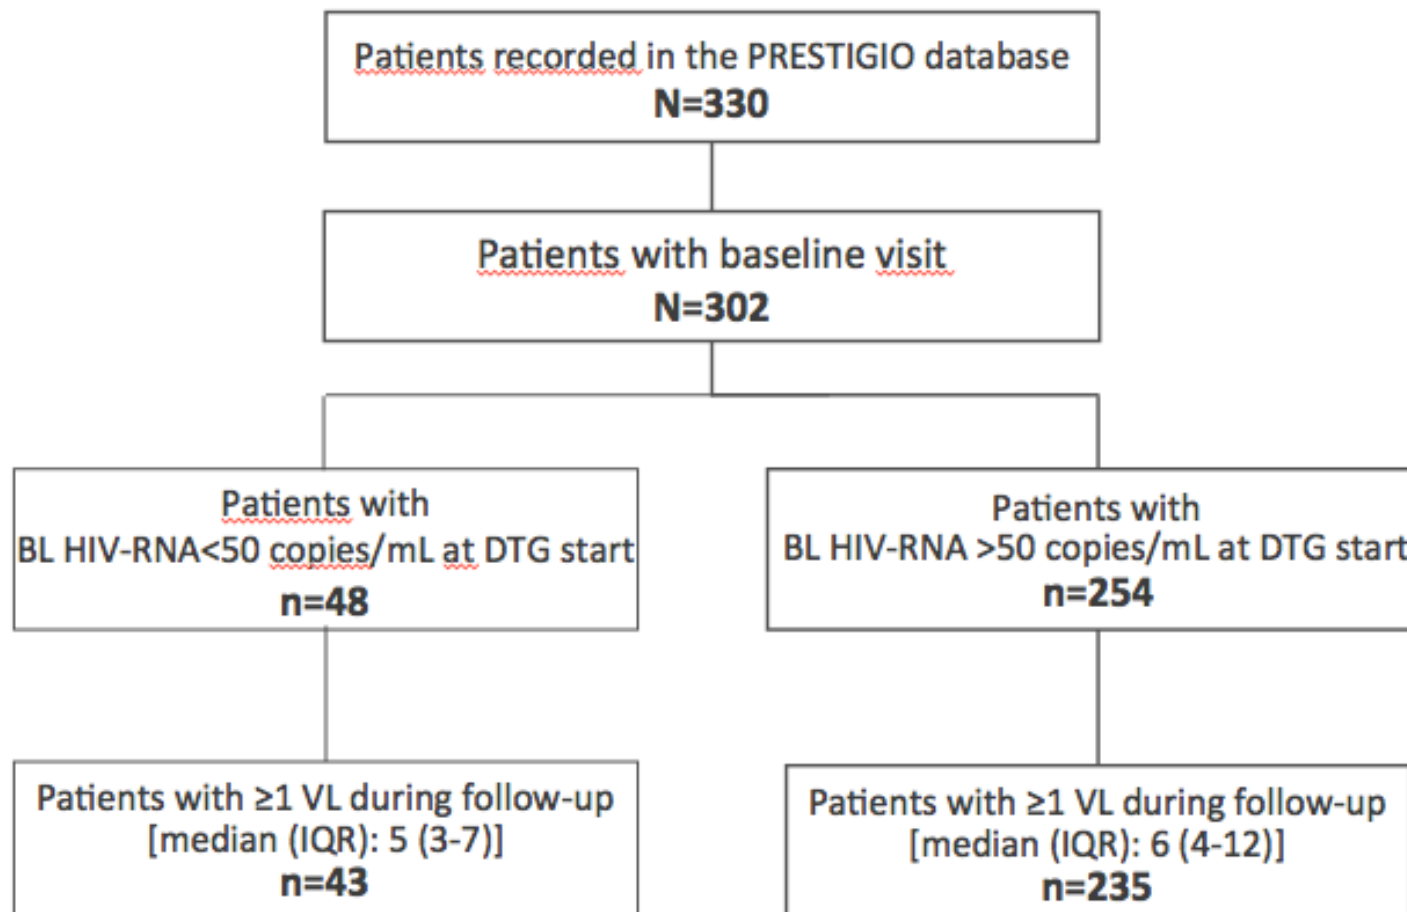 Patients recorded in the PRESTIGIO database
N=330
Patients with baseline visit
N=302
Patients with
BL HIV-RNA<50 copies/mL at DTG start
n=48
Patients with
BL HIV-RNA >50 copies/mL at DTG start
n=254
Patients with ≥1 VL during follow-up
[median (IQR): 5 (3-7)]
n=43
Patients with ≥1 VL during follow-up
[median (IQR): 6 (4-12)]
n=235